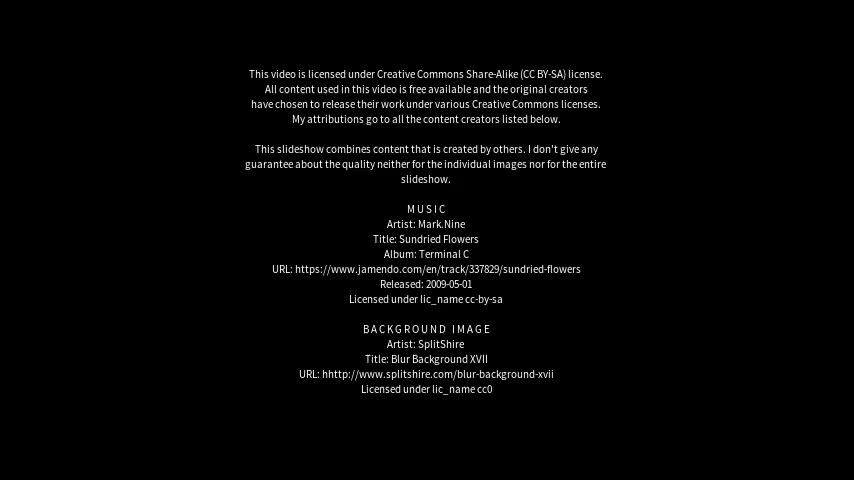 This video is licensed under Creative Commons Share-Alike (CC BY-SA) license.
All content used in this video is free available and the original creators
have chosen to release their work under various Creative Commons licenses.
My attributions go to all the content creators listed below.
This slideshow combines content that is created by others. I don't give any
guarantee about the quality neither for the individual images nor for the entire
slideshow.
MUSIC
Artist: Mark.Nine
Title: Sundried Flowers
Album: Terminal C
URL: https://www.jamendo.com/en/track/337829/sundried-flowers
Released: 2009-05-01
Licensed under lic_name cc-by-sa
BACKGROUND IMAGE
Artist: SplitShire
Title: Blur Background XVII
URL: hhttp://www.splitshire.com/blur-background-xvii
Licensed under lic_name cc0